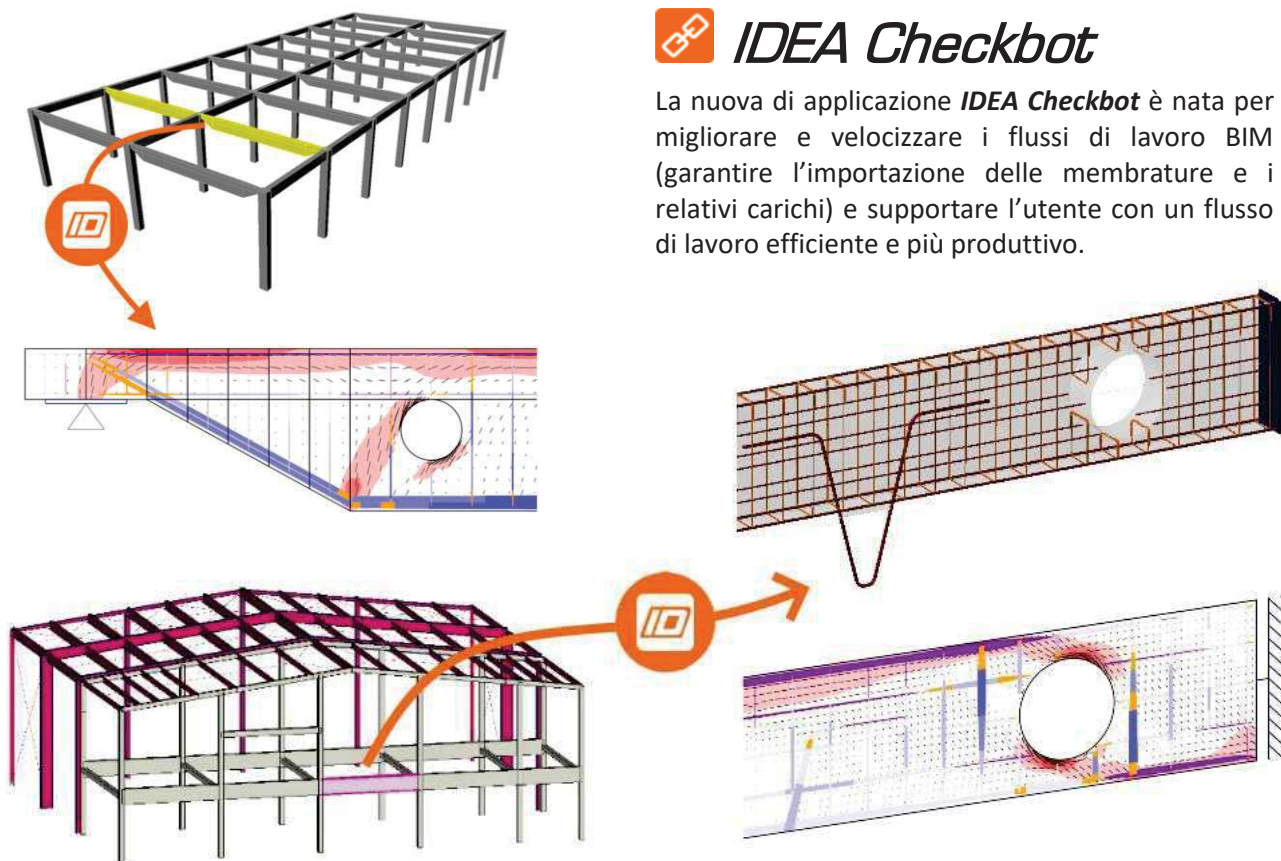 IDEA Checkbot
La nuova di applicazione IDEA Checkbot è nata per
migliorare e velocizzare i flussi di lavoro BIM
(garantire l’importazione delle membrature e i
relativi carichi) e supportare l’utente con un flusso
di lavoro efficiente e più produttivo.